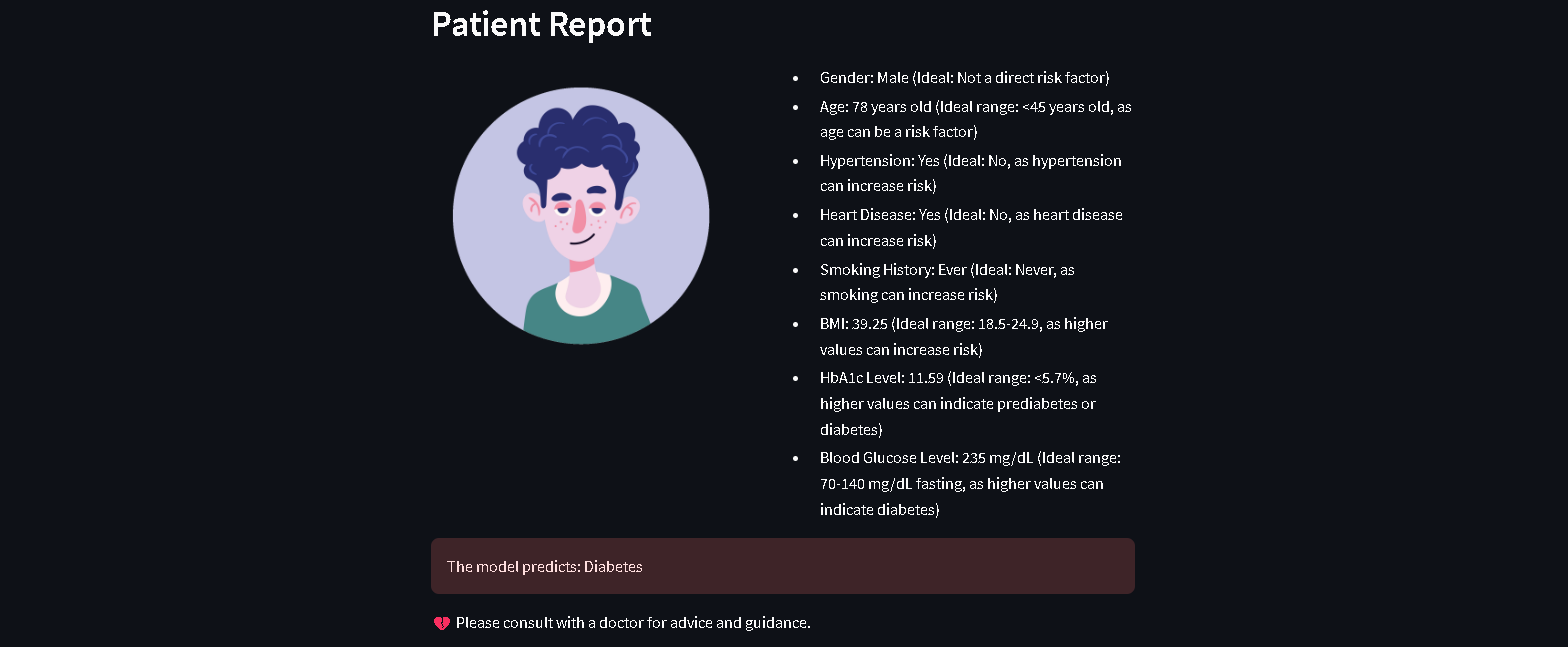 Patient Report
Gender: Male (Ideal: Not a direct risk factor)
Age: 78 years old (Ideal range: <45 years old, as
age can be a risk factor)
Hypertension: Yes (Ideal: No, as hypertension
can increase risk)
Heart Disease: Yes (Ideal: No, as heart disease
can increase risk)
Smoking History: Ever (Ideal: Never, as
smoking can increase risk)
BMI: 39.25 (Ideal range: 18.5-24.9, as higher
values can increase risk)
HbA1c Level: 11.59 (Ideal range: <5.7%, as
higher values can indicate prediabetes or
diabetes)
Blood Glucose Level: 235 mg/dL (Ideal range:
70-140 mg/dL fasting, as higher values can
indicate diabetes)
The model predicts: Diabetes
💔 Please consult with a doctor for advice and guidance.